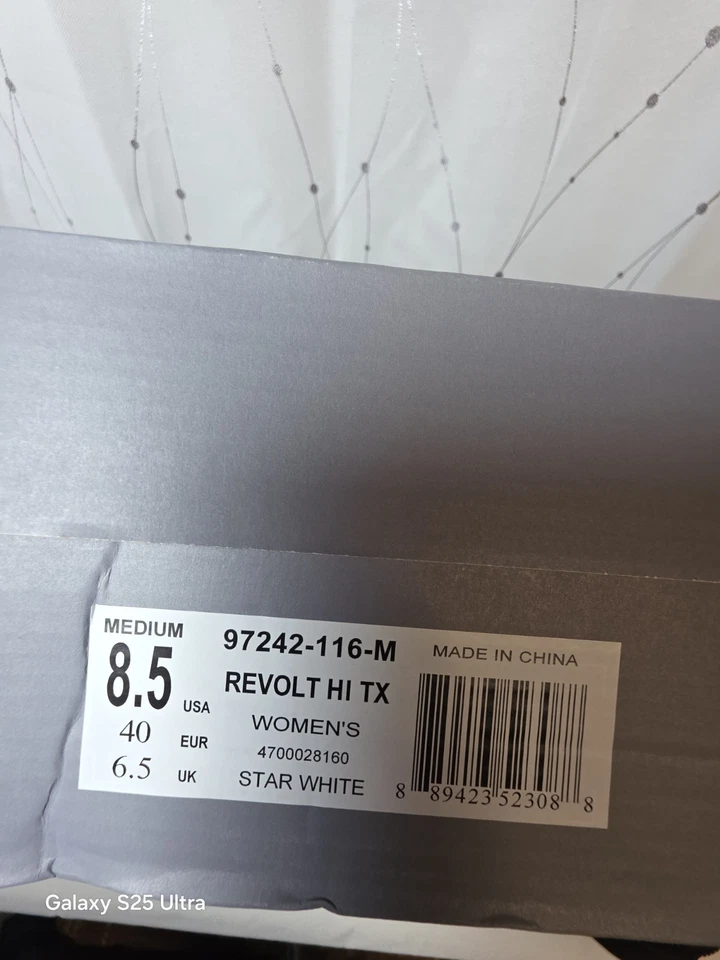 MEDIUM
8.5 USA
40 EUR
6.5 UK
97242-116-M
REVOLT HI TX
WOMEN'S
4700028160
STAR WHITE
MADE IN CHINA
8 89423 52308 8
Galaxy S25 Ultra